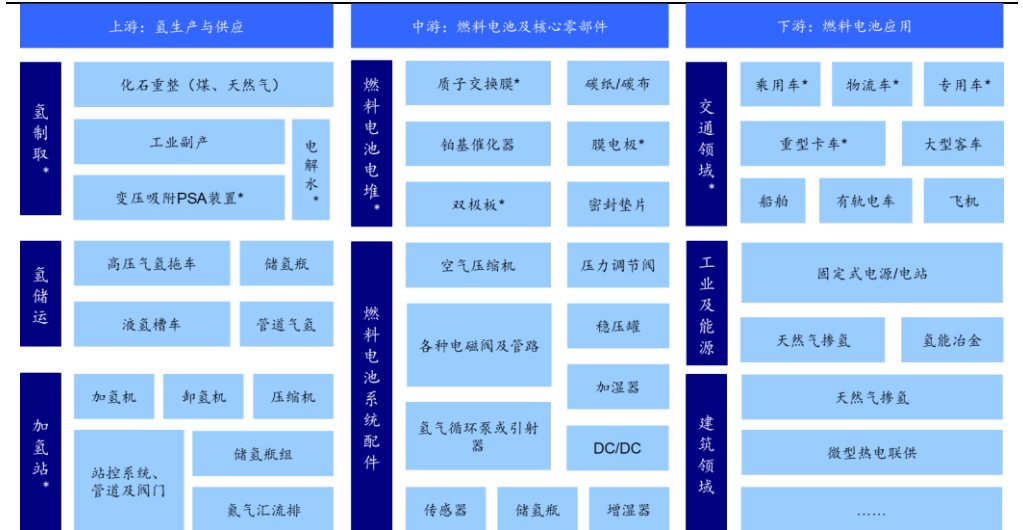 上游：氢生产与供应
氢制取*
化石重整（煤、天然气）
工业副产
变压吸附PSA装置*
电解水*
氢储运
高压气氢拖车
储氢瓶
液氢槽车
管道气氢
加氢站*
加氢机
卸氢机
压缩机
站控系统、
管道及阀门
储氢瓶组
氮气汇流排
中游：燃料电池及核心零部件
燃料电池电堆*
质子交换膜*
碳纸/碳布
铂基催化器
膜电极*
双极板*
密封垫片
燃料电池系统配件
空气压缩机
压力调节阀
各种电磁阀及管路
稳压罐
加湿器
氢气循环泵或引射
器
DC/DC
传感器
储氢瓶
增湿器
下游：燃料电池应用
交通领域*
乘用车*
物流车*
专用车*
重型卡车*
大型客车
船舶
有轨电车
飞机
工业及能源
固定式电源/电站
天然气掺氢
氢能冶金
建筑领域
天然气掺氢
微型热电联供
……